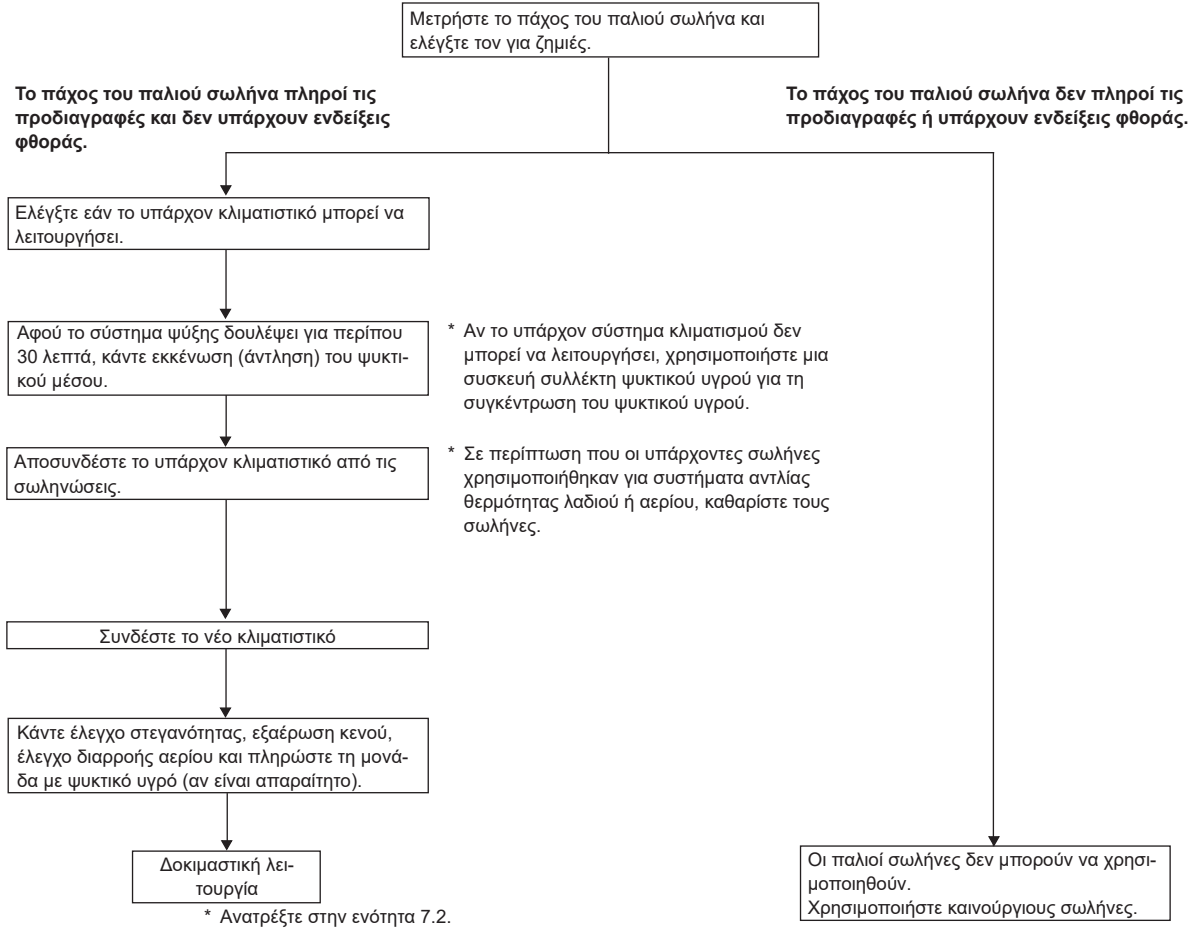 Μετρήστε το πάχος του παλιού σωλήνα και
ελέγξτε τον για ζημιές.
Το πάχος του παλιού σωλήνα πληροί τις
προδιαγραφές και δεν υπάρχουν ενδείξεις
φθοράς.
Το πάχος του παλιού σωλήνα δεν πληροί τις
προδιαγραφές ή υπάρχουν ενδείξεις φθοράς.
Ελέγξτε εάν το υπάρχον κλιματιστικό μπορεί να
λειτουργήσει.
Αφού το σύστημα ψύξης δουλέψει για περίπου
30 λεπτά, κάντε εκκένωση (άντληση) του ψυκτι-
κού μέσου.
* Αν το υπάρχον σύστημα κλιματισμού δεν
μπορεί να λειτουργήσει, χρησιμοποιήστε μια
συσκευή συλλέκτη ψυκτικού υγρού για τη
συγκέντρωση του ψυκτικού υγρού.
Αποσυνδέστε το υπάρχον κλιματιστικό από τις
σωληνώσεις.
* Σε περίπτωση που οι υπάρχοντες σωλήνες
χρησιμοποιήθηκαν για συστήματα αντλίας
θερμότητας λαδιού ή αερίου, καθαρίστε τους
σωλήνες.
Συνδέστε το νέο κλιματιστικό
Κάντε έλεγχο στεγανότητας, εξαέρωση κενού,
έλεγχο διαρροής αερίου και πληρώστε τη μονά-
δα με ψυκτικό υγρό (αν είναι απαραίτητο).
Δοκιμαστική λει-
τουργία
* Ανατρέξτε στην ενότητα 7.2.
Οι παλιοί σωλήνες δεν μπορούν να χρησι-
μοποιηθούν.
Χρησιμοποιήστε καινούργιους σωλήνες.